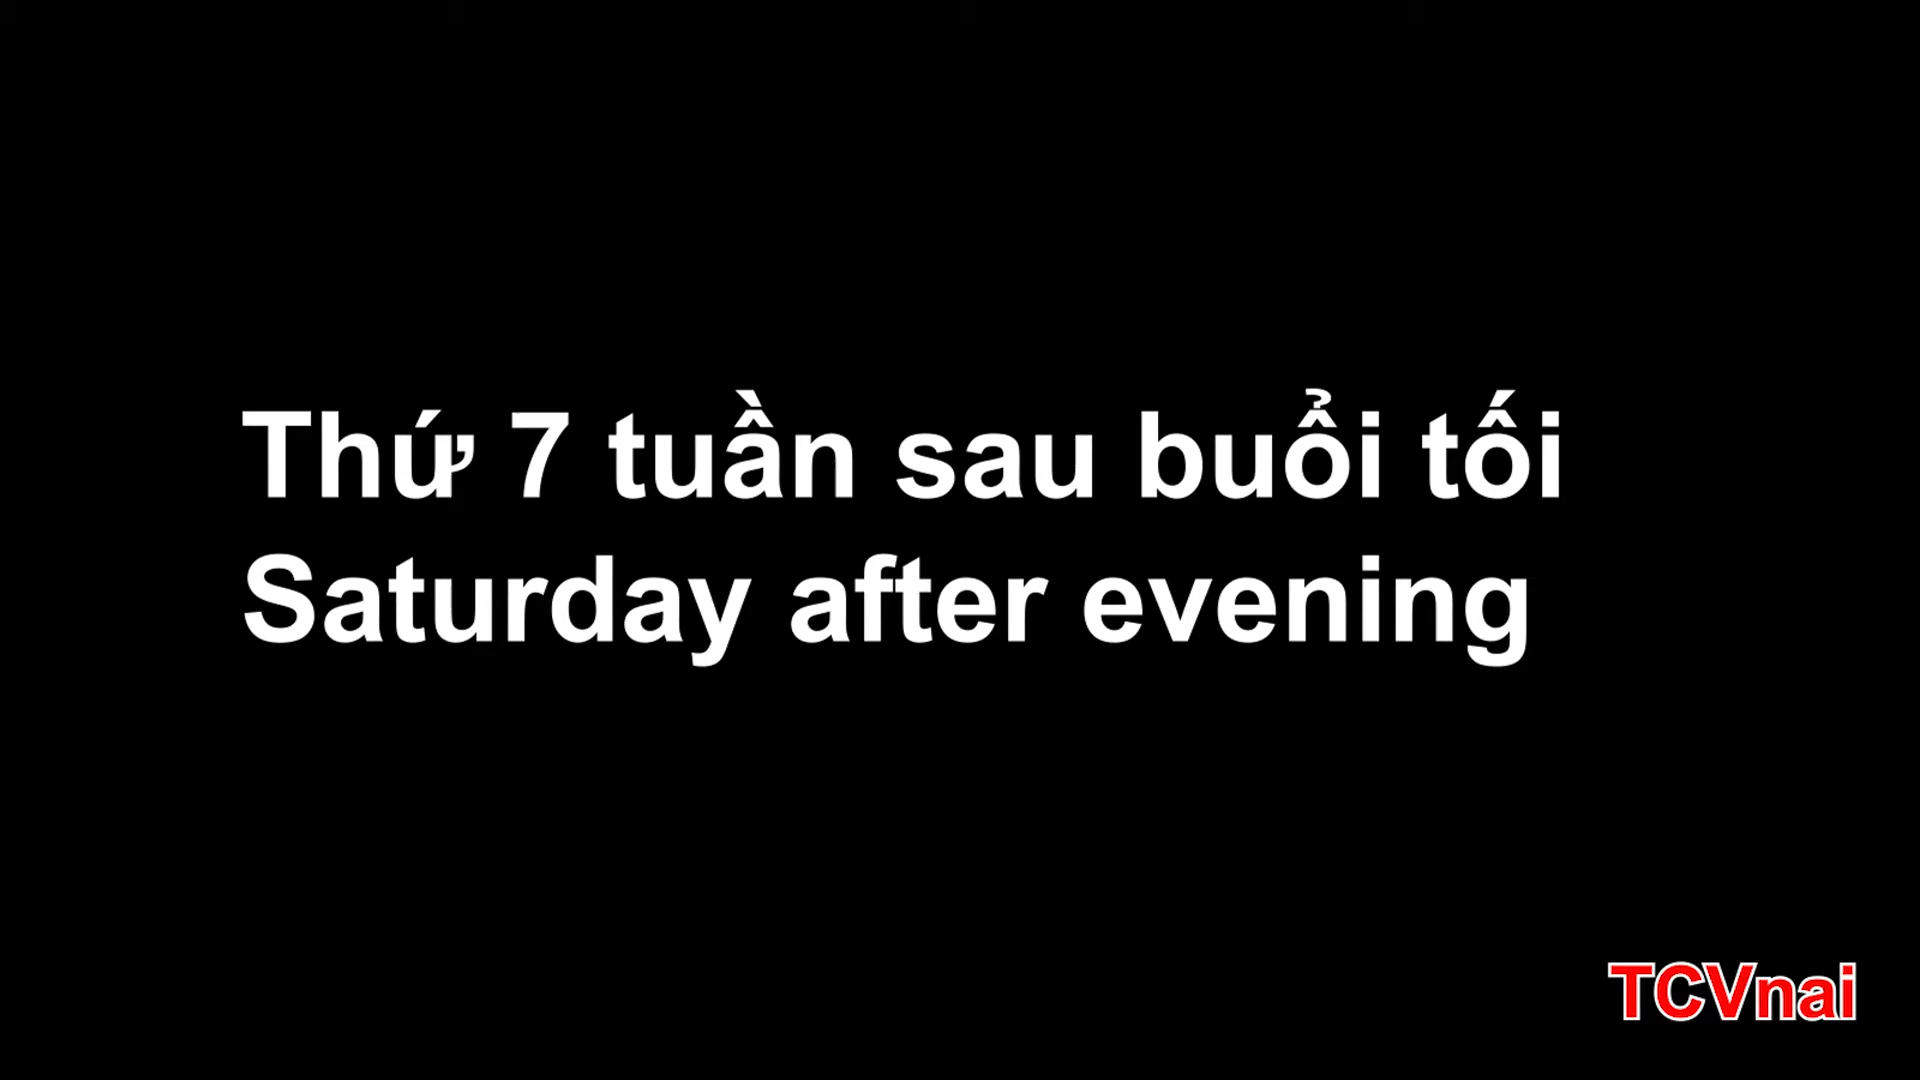 Thứ 7 tuần sau buổi tối
Saturday after evening
TCVnai